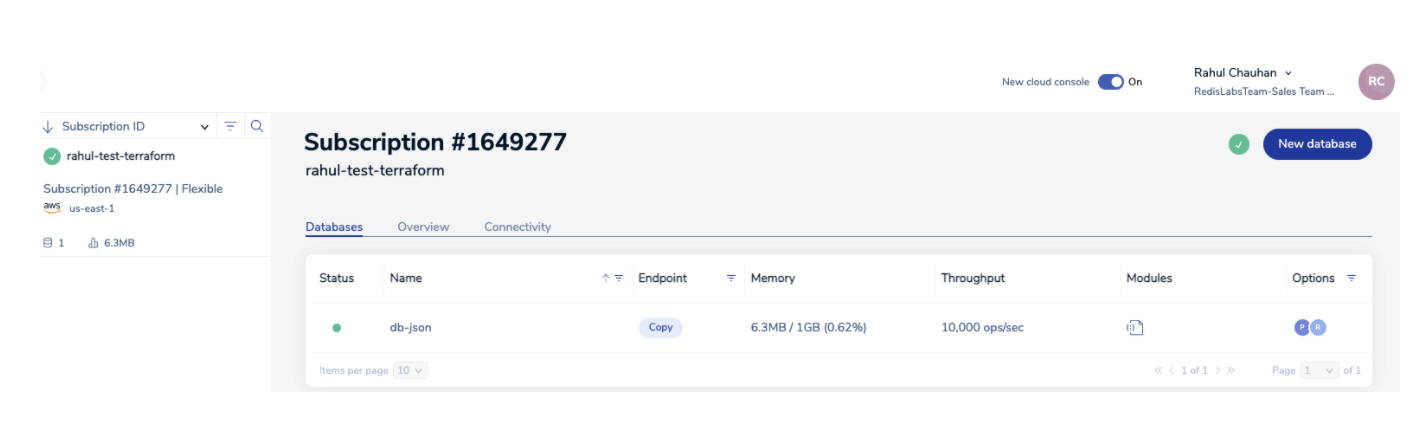 New cloud console On
Rahul Chauhan
RedisLabsTeam-Sales Team ...
RC
Subscription ID
rahul-test-terraform
Subscription #1649277 | Flexible
aws us-east-1
1 6.3MB
Subscription #1649277
rahul-test-terraform
New database
Databases Overview Connectivity
Status Name Endpoint Memory Throughput Modules Options
db-json Copy 6.3MB / 1GB (0.62%) 10,000 ops/sec P R
Items per page 10 1 of 1 Page 1 of 1